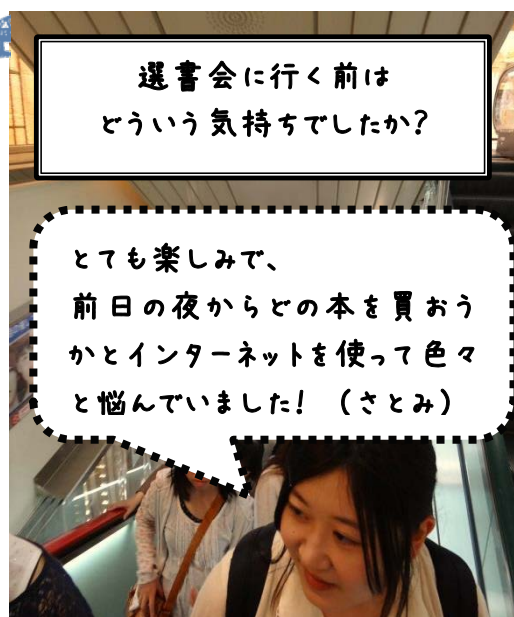 選書会に行く前は
どういう気持ちでしたか?
とても楽しみで、
前日の夜からどの本を買おう
かとインターネットを使って色々
と悩んでいました! (さとみ)